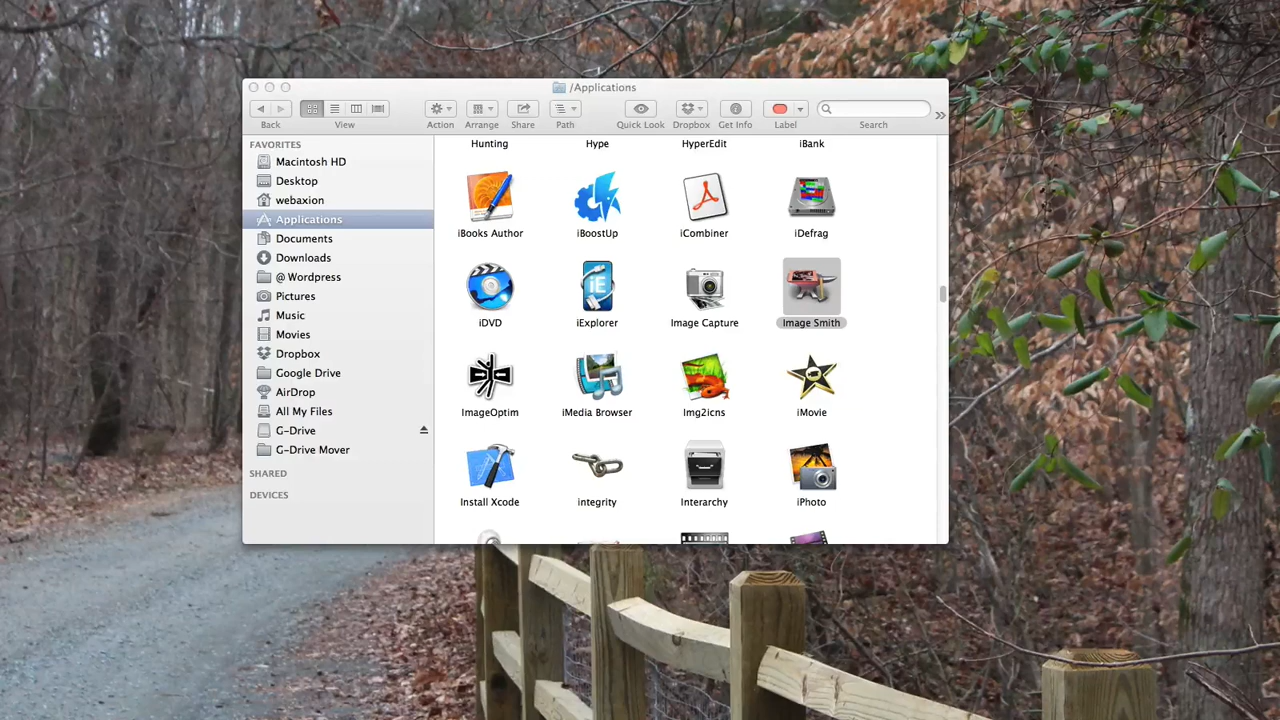 /Applications
Back
View
Action
Arrange
Share
Path
Quick Look
Dropbox
Get Info
Label
Search
FAVORITES
Macintosh HD
Desktop
webaxion
Applications
Documents
Downloads
@ Wordpress
Pictures
Music
Movies
Dropbox
Google Drive
AirDrop
All My Files
G-Drive
G-Drive Mover
SHARED
DEVICES
Hunting
Hype
HyperEdit
iBank
iBooks Author
iBoostUp
iCombiner
iDefrag
iDVD
iE
iExplorer
Image Capture
Image Smith
ImageOptim
iMedia Browser
Img2icns
iMovie
Install Xcode
integrity
Interarchy
iPhoto